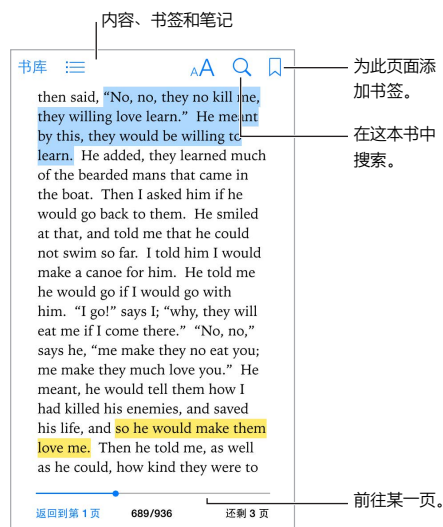 内容、书签和笔记
书库
AA
为此页面添
加书签。
在这本书中
搜索。
then said, “No, no, they no kill me,
they willing love learn.” He meant
by this, they would be willing to
learn. He added, they learned much
of the bearded mans that came in
the boat. Then I asked him if he
would go back to them. He smiled
at that, and told me that he could
not swim so far. I told him I would
make a canoe for him. He told me
he would go if I would go with
him. “I go!” says I; “why, they will
eat me if I come there.” “No, no,”
says he, “me make they no eat you;
me make they much love you.” He
meant, he would tell them how I
had killed his enemies, and saved
his life, and so he would make them
love me. Then he told me, as well
as he could, how kind they were to
前往某一页。
返回到第 1 页 689/936 还剩 3 页